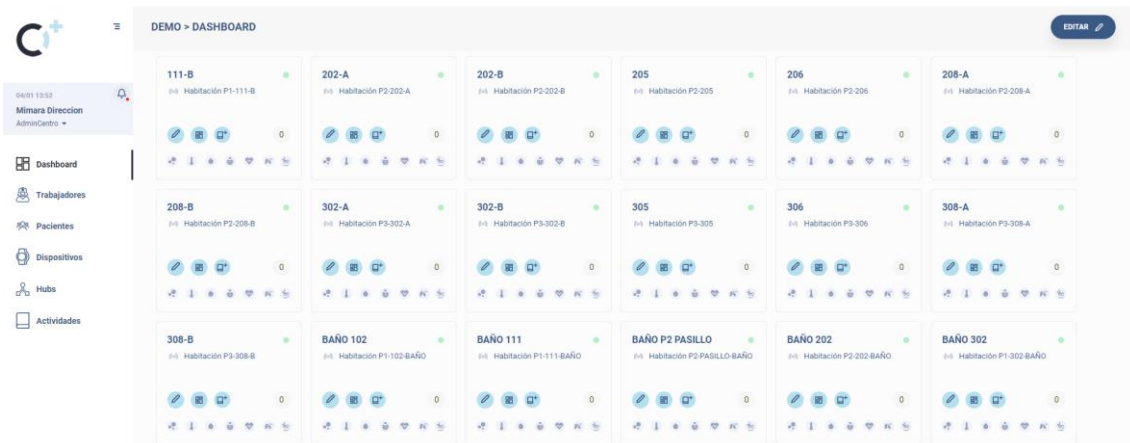 DEMO > DASHBOARD
EDITAR
04/01 13:52
Mimara Direccion
AdminCentro
Dashboard
Trabajadores
Pacientes
Dispositivos
Hubs
Actividades
111-B
Habitación P1-111-B
0
202-A
Habitación P2-202-A
0
202-B
Habitación P2-202-B
0
205
Habitación P2-205
0
206
Habitación P2-206
0
208-A
Habitación P2-208-A
0
208-B
Habitación P2-208-B
0
302-A
Habitación P3-302-A
0
302-B
Habitación P3-302-B
0
305
Habitación P3-305
0
306
Habitación P3-306
0
308-A
Habitación P3-308-A
0
308-B
Habitación P3-308-B
0
BAÑO 102
Habitación P1-102-BAÑO
0
BAÑO 111
Habitación P1-111-BAÑO
0
BAÑO P2 PASILLO
Habitación P2-PASILLO-BAÑO
0
BAÑO 202
Habitación P2-202-BAÑO
0
BAÑO 302
Habitación P1-302-BAÑO
0